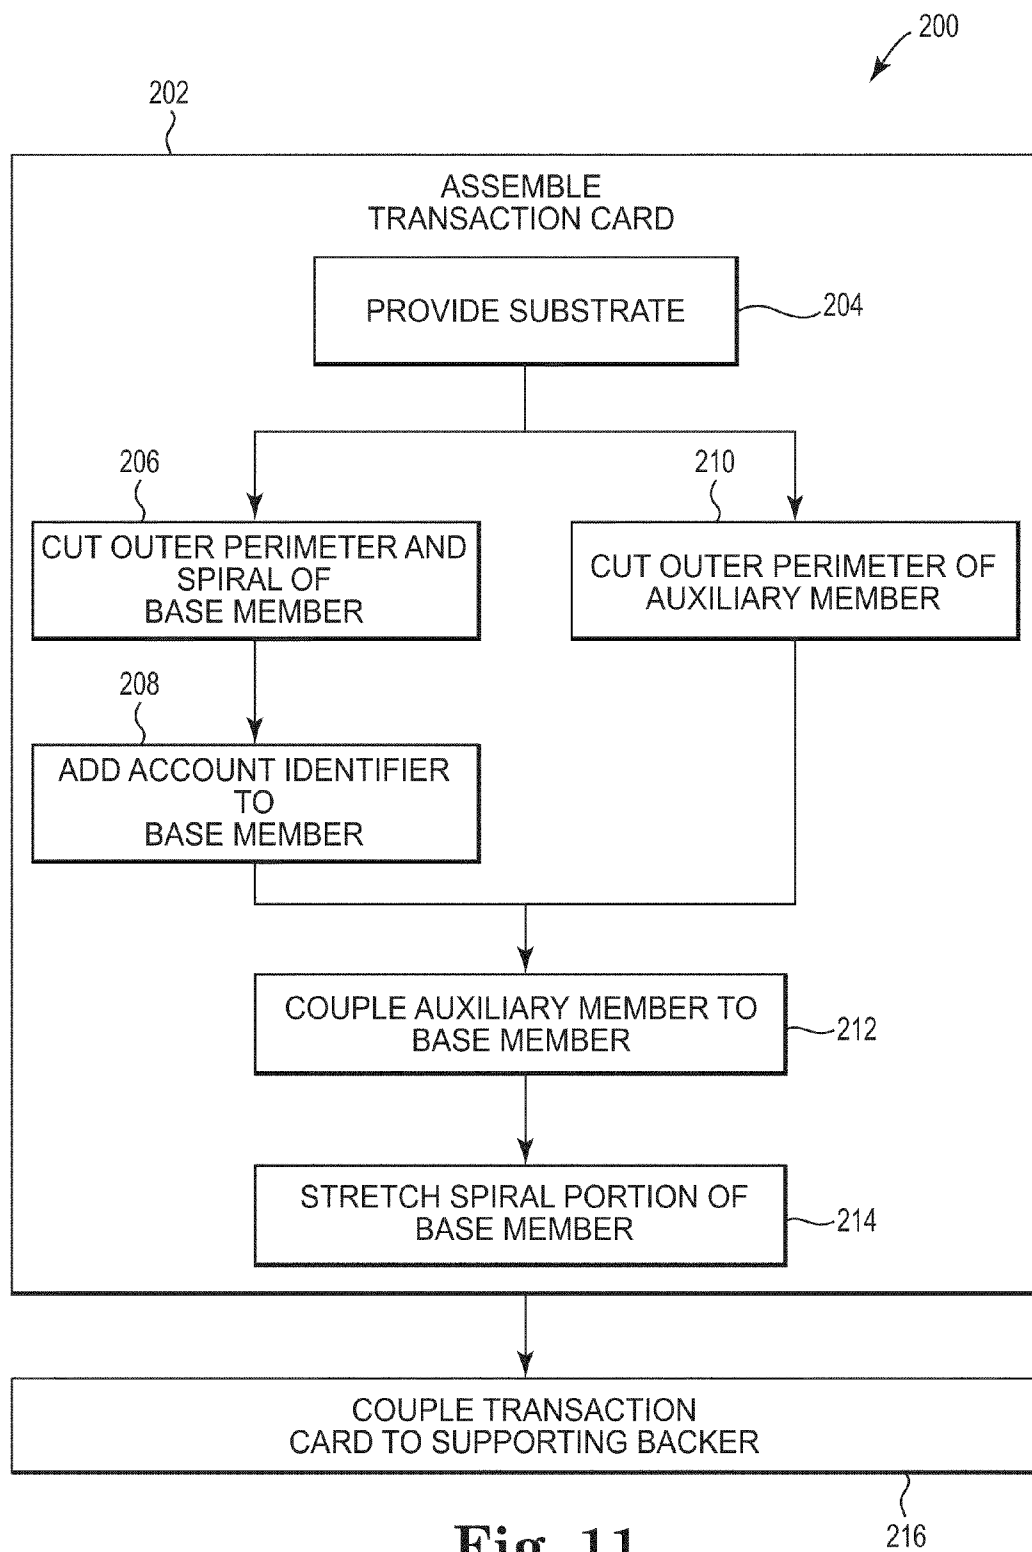 200
202
ASSEMBLE
TRANSACTION CARD
PROVIDE SUBSTRATE
204
206
210
CUT OUTER PERIMETER AND
SPIRAL OF
BASE MEMBER
CUT OUTER PERIMETER OF
AUXILIARY MEMBER
208
ADD ACCOUNT IDENTIFIER
TO
BASE MEMBER
COUPLE AUXILIARY MEMBER TO
BASE MEMBER
212
STRETCH SPIRAL PORTION OF
BASE MEMBER
214
COUPLE TRANSACTION
CARD TO SUPPORTING BACKER
216
Fig. 11